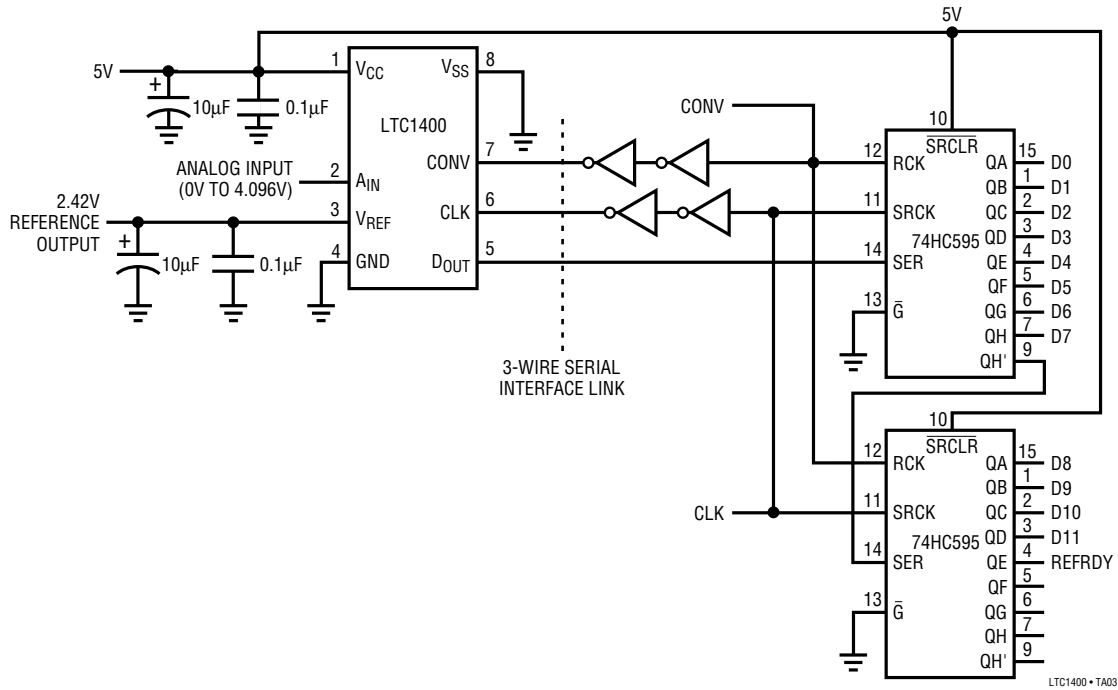 5V
5V
+
10µF
0.1µF
1
VCC
VSS
8
LTC1400
ANALOG INPUT
(0V TO 4.096V)
2
AIN
CONV
7
2.42V
REFERENCE
OUTPUT
3
VREF
CLK
6
+
10µF
0.1µF
4
GND
DOUT
5
3-WIRE SERIAL
INTERFACE LINK
CONV
10
SRCLR
12
RCK
QA
15
D0
QB
1
D1
11
SRCK
QC
2
D2
74HC595
QD
3
D3
14
SER
QE
4
D4
QF
5
D5
13
G
QG
6
D6
QH
7
D7
QH'
9
10
SRCLR
12
RCK
QA
15
D8
QB
1
D9
CLK
11
SRCK
QC
2
D10
74HC595
QD
3
D11
14
SER
QE
4
REFRDY
QF
5
13
G
QG
6
QH
7
QH'
9
LTC1400 • TA03